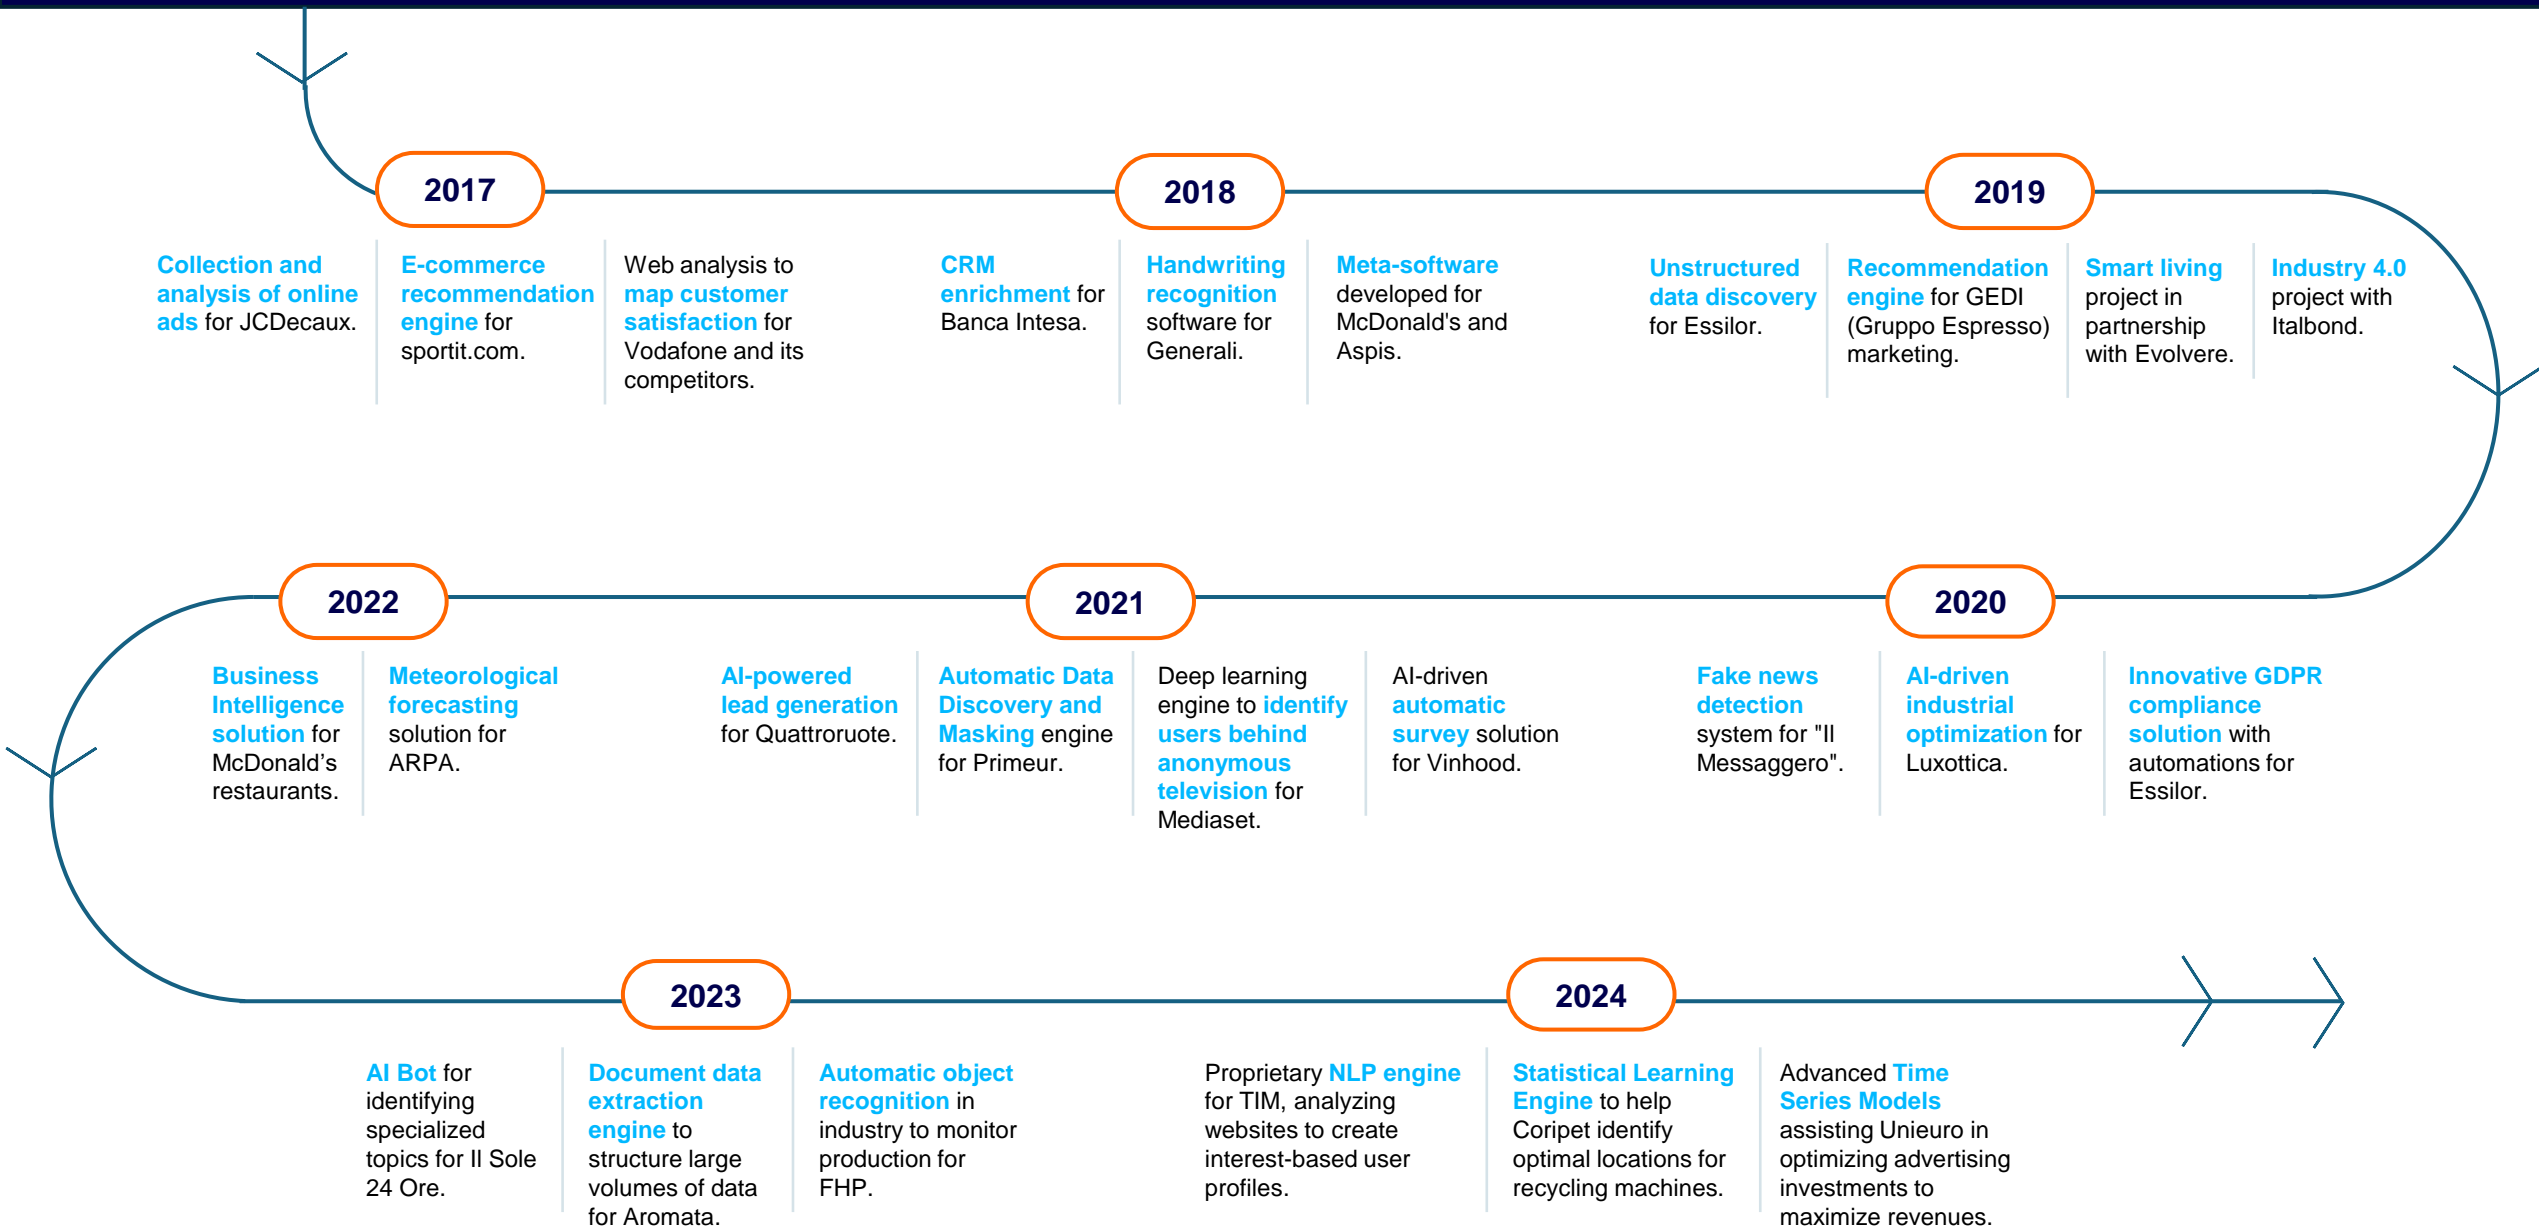 2017
Collection and
analysis of online
ads for JCDecaux.
E-commerce
recommendation
engine for
sportit.com.
Web analysis to
map customer
satisfaction for
Vodafone and its
competitors.
2018
CRM
enrichment for
Banca Intesa.
Handwriting
recognition
software for
Generali.
Meta-software
developed for
McDonald's and
Aspis.
2019
Unstructured
data discovery
for Essilor.
Recommendation
engine for GEDI
(Gruppo Espresso)
marketing.
Smart living
project in
partnership
with Evolvere.
Industry 4.0
project with
Italbond.
2020
Fake news
detection
system for "Il
Messaggero".
AI-driven
industrial
optimization for
Luxottica.
Innovative GDPR
compliance
solution with
automations for
Essilor.
2021
AI-powered
lead generation
for Quattroruote.
Automatic Data
Discovery and
Masking engine
for Primeur.
Deep learning
engine to identify
users behind
anonymous
television for
Mediaset.
AI-driven
automatic
survey solution
for Vinhood.
2022
Business
Intelligence
solution for
McDonald’s
restaurants.
Meteorological
forecasting
solution for
ARPA.
2023
AI Bot for
identifying
specialized
topics for Il Sole
24 Ore.
Document data
extraction
engine to
structure large
volumes of data
for Aromata.
Automatic object
recognition in
industry to monitor
production for
FHP.
2024
Proprietary NLP engine
for TIM, analyzing
websites to create
interest-based user
profiles.
Statistical Learning
Engine to help
Coripet identify
optimal locations for
recycling machines.
Advanced Time
Series Models
assisting Unieuro in
optimizing advertising
investments to
maximize revenues.